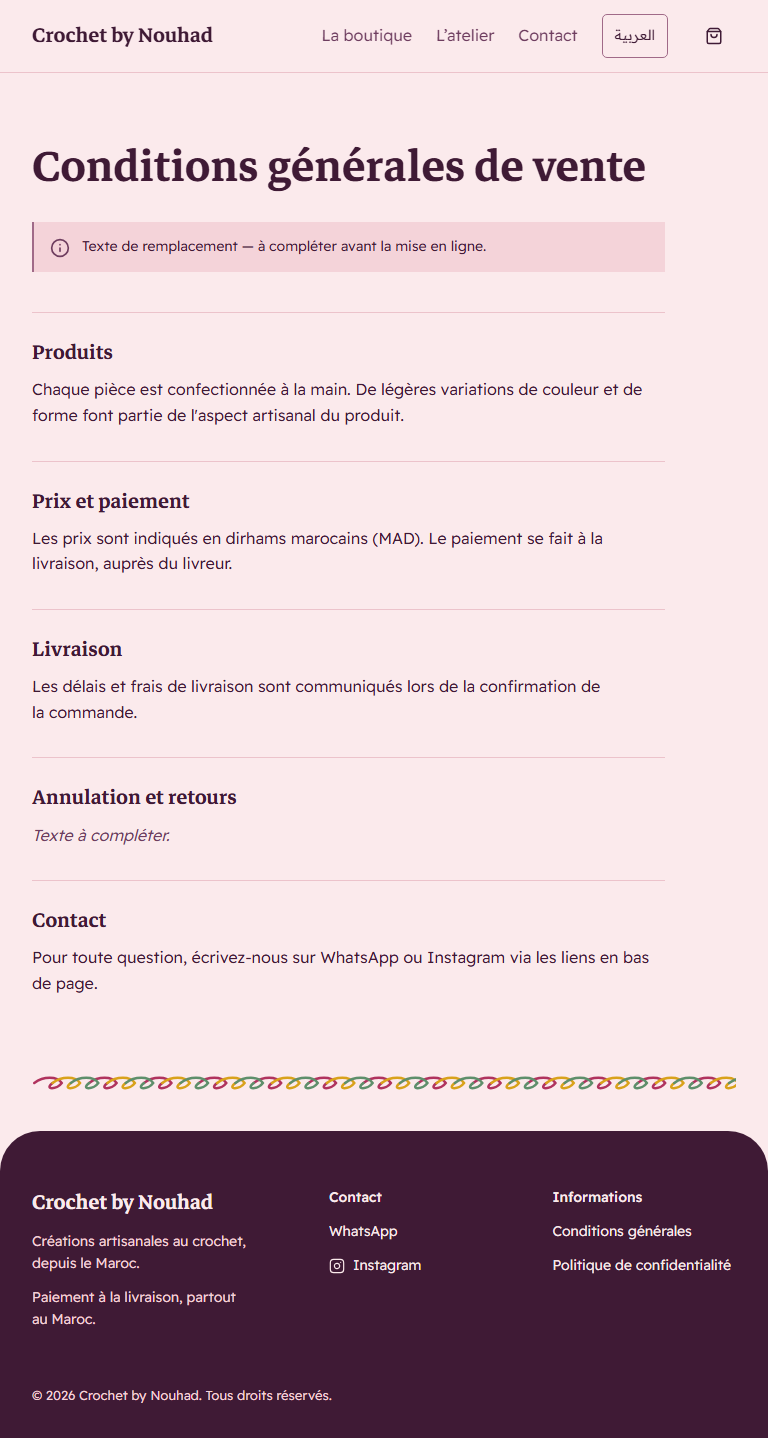 Crochet by Nouhad
La boutique
L’atelier
Contact
العربية
Conditions générales de vente
Texte de remplacement — à compléter avant la mise en ligne.
Produits
Chaque pièce est confectionnée à la main. De légères variations de couleur et de
forme font partie de l'aspect artisanal du produit.
Prix et paiement
Les prix sont indiqués en dirhams marocains (MAD). Le paiement se fait à la
livraison, auprès du livreur.
Livraison
Les délais et frais de livraison sont communiqués lors de la confirmation de
la commande.
Annulation et retours
Texte à compléter.
Contact
Pour toute question, écrivez-nous sur WhatsApp ou Instagram via les liens en bas
de page.
Crochet by Nouhad
Créations artisanales au crochet,
depuis le Maroc.
Paiement à la livraison, partout
au Maroc.
Contact
WhatsApp
Instagram
Informations
Conditions générales
Politique de confidentialité
© 2026 Crochet by Nouhad. Tous droits réservés.